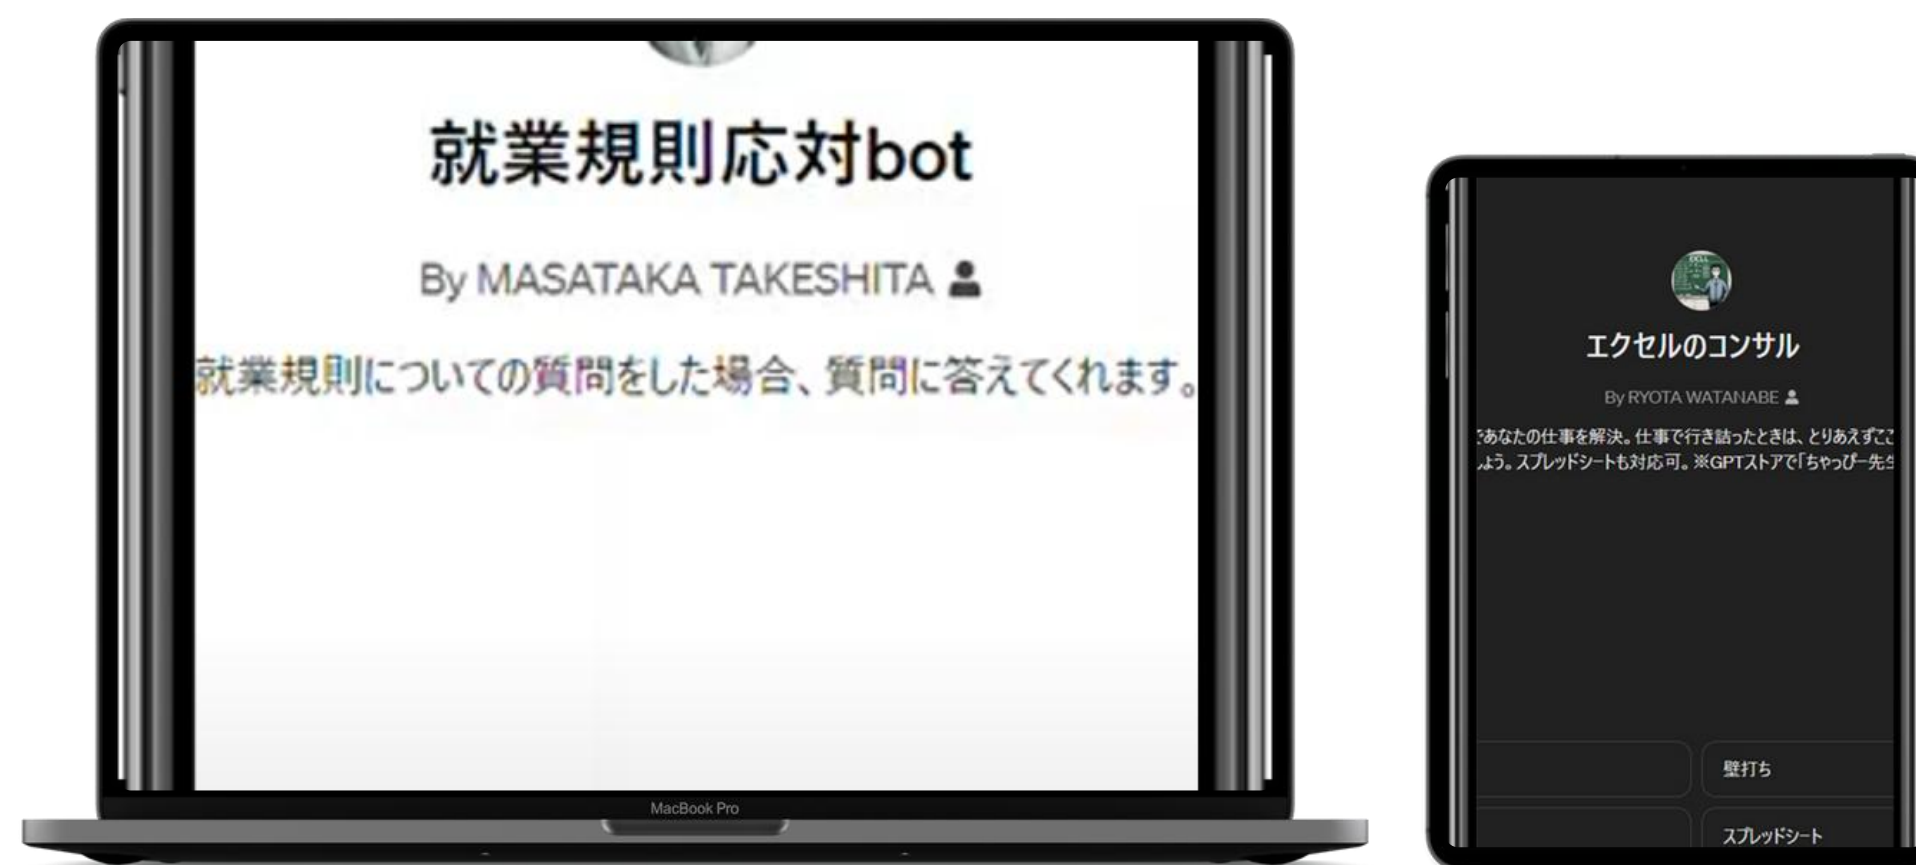 就業規則応対bot
By MASATAKA TAKESHITA
就業規則についての質問をした場合、質問に答えてくれます。
MacBook Pro
エクセルのコンサル
By RYOTA WATANABE
であなたの仕事を解決。仕事で行き詰ったときは、とりあえずここ
しょう。スプレッドシートも対応可。※GPTストアで「ちゃっぴー先生
壁打ち
スプレッドシート